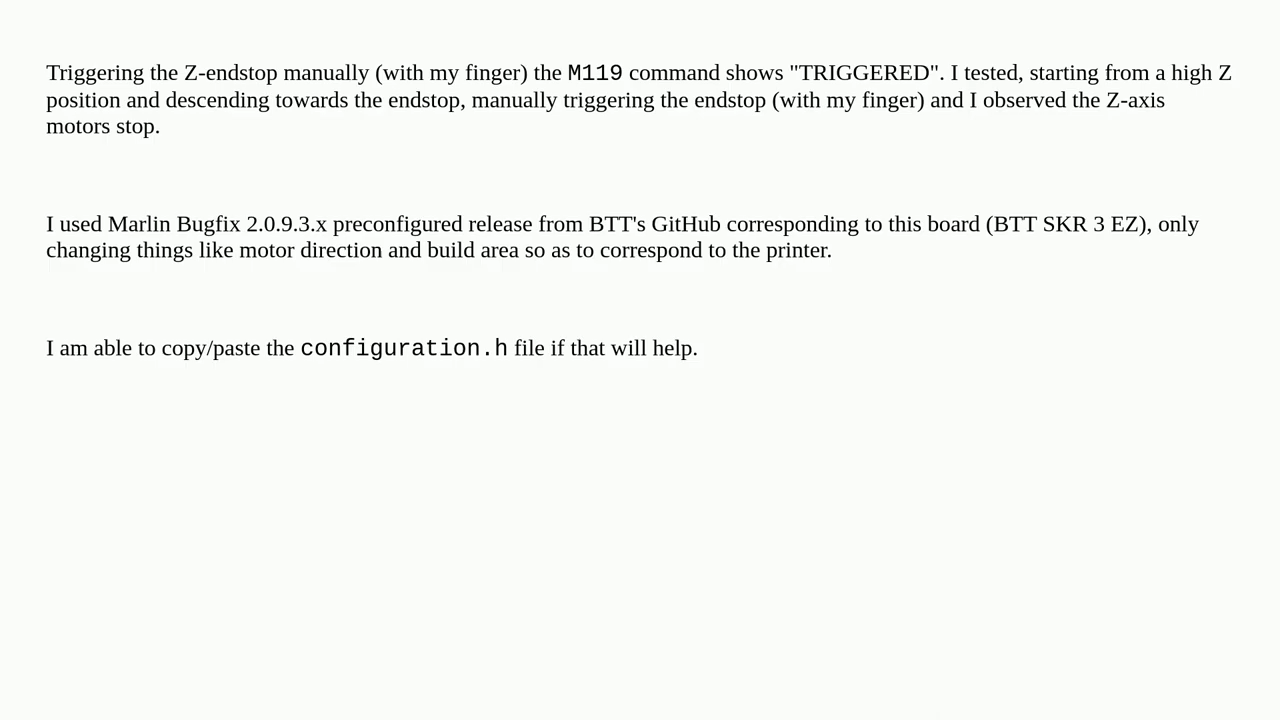 Triggering the Z-endstop manually (with my finger) the M119 command shows "TRIGGERED". I tested, starting from a high Z
position and descending towards the endstop, manually triggering the endstop (with my finger) and I observed the Z-axis
motors stop.
I used Marlin Bugfix 2.0.9.3.x preconfigured release from BTT's GitHub corresponding to this board (BTT SKR 3 EZ), only
changing things like motor direction and build area so as to correspond to the printer.
I am able to copy/paste the configuration.h file if that will help.